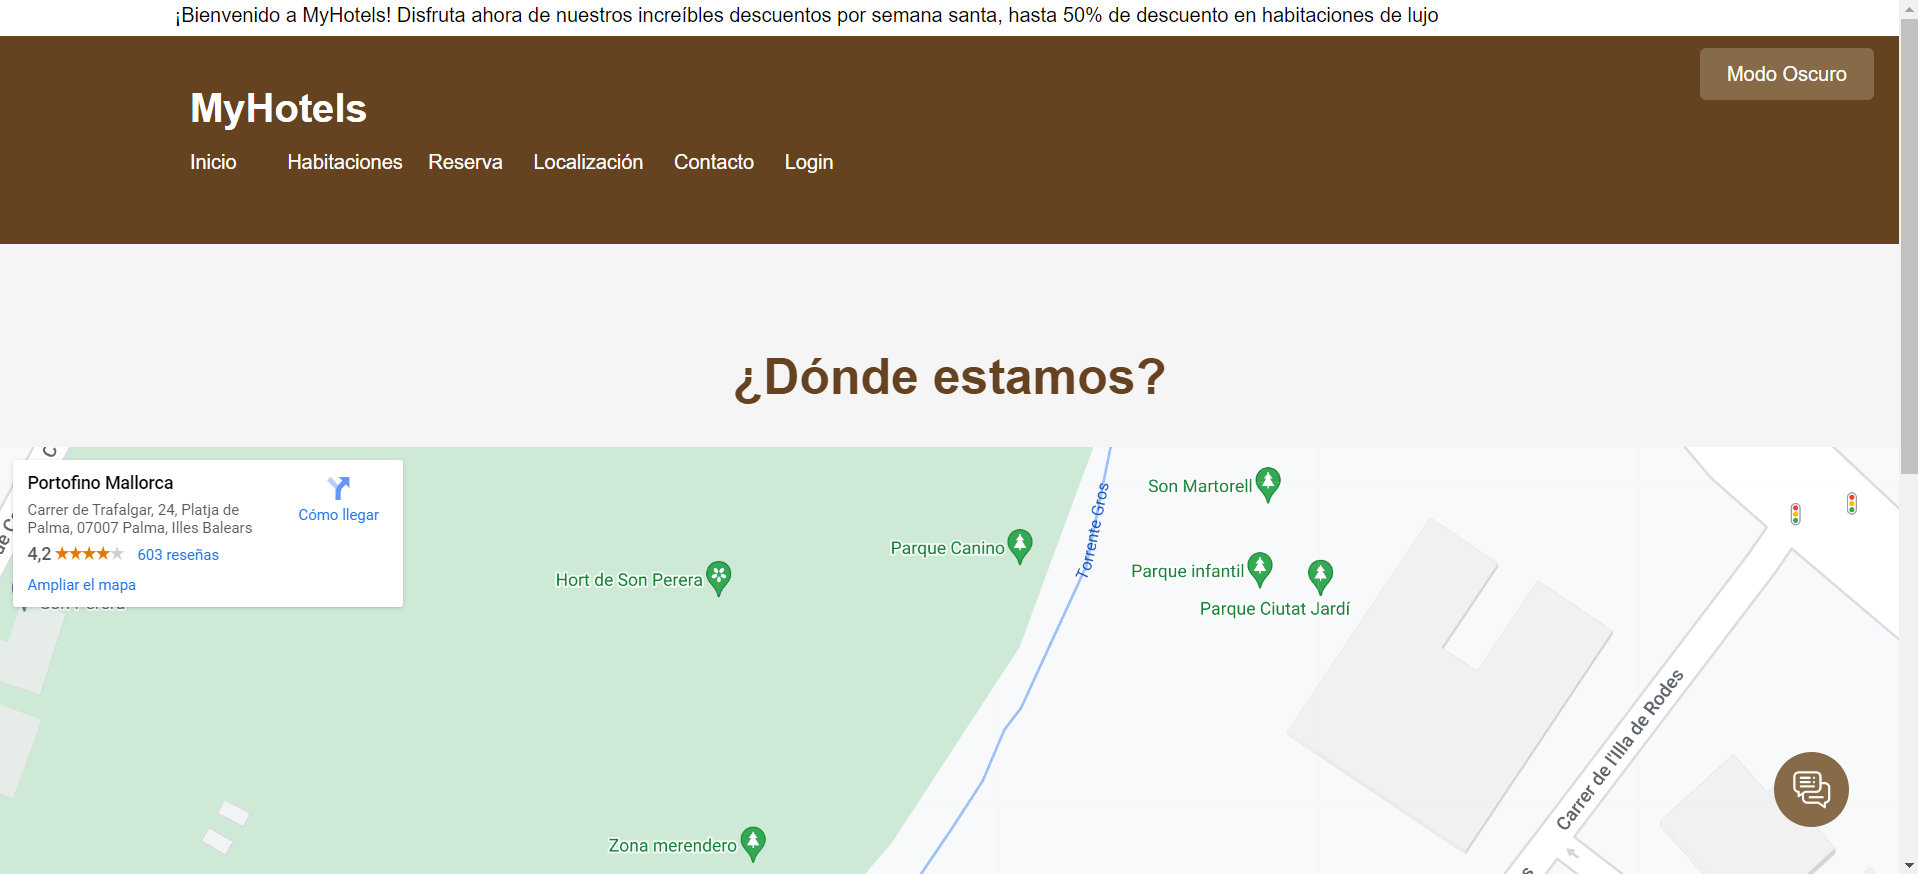 ¡Bienvenido a MyHotels! Disfruta ahora de nuestros increíbles descuentos por semana santa, hasta 50% de descuento en habitaciones de lujo
Modo Oscuro
MyHotels
Inicio Habitaciones Reserva Localización Contacto Login
¿Dónde estamos?
Portofino Mallorca
Carrer de Trafalgar, 24, Platja de
Palma, 07007 Palma, Illes Balears
Cómo llegar
4,2 603 reseñas
Ampliar el mapa
Son Martorell
Torrente Gros
Parque Canino
Parque infantil
Hort de Son Perera
Parque Ciutat Jardí
Carrer de l'Illa de Rodes
Zona merendero